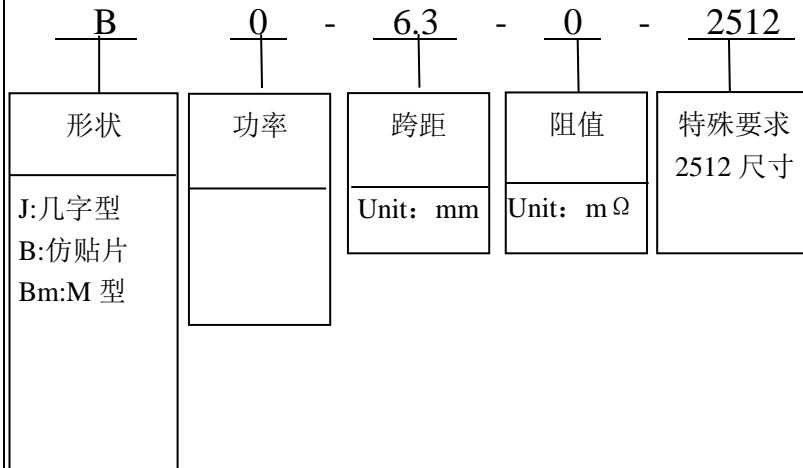 B 0 - 6.3 - 0 - 2512
形状 功率 跨距 阻值 特殊要求
2512 尺寸
J:几字型
B:仿贴片
Bm:M 型
Unit：mm
Unit：mΩ